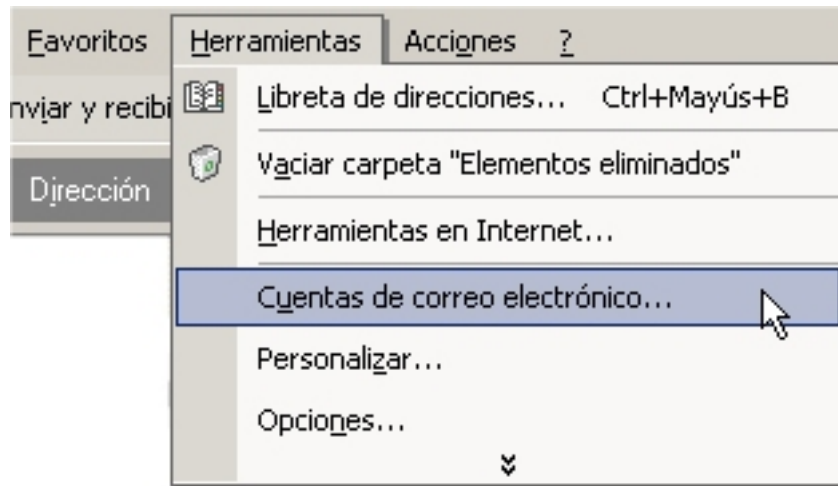 Favoritos Herramientas Acciones ?
nviar y recibi
Libreta de direcciones... Ctrl+Mayús+B
Vaciar carpeta "Elementos eliminados"
Dirección
Herramientas en Internet...
Cuentas de correo electrónico...
Personalizar...
Opciones...